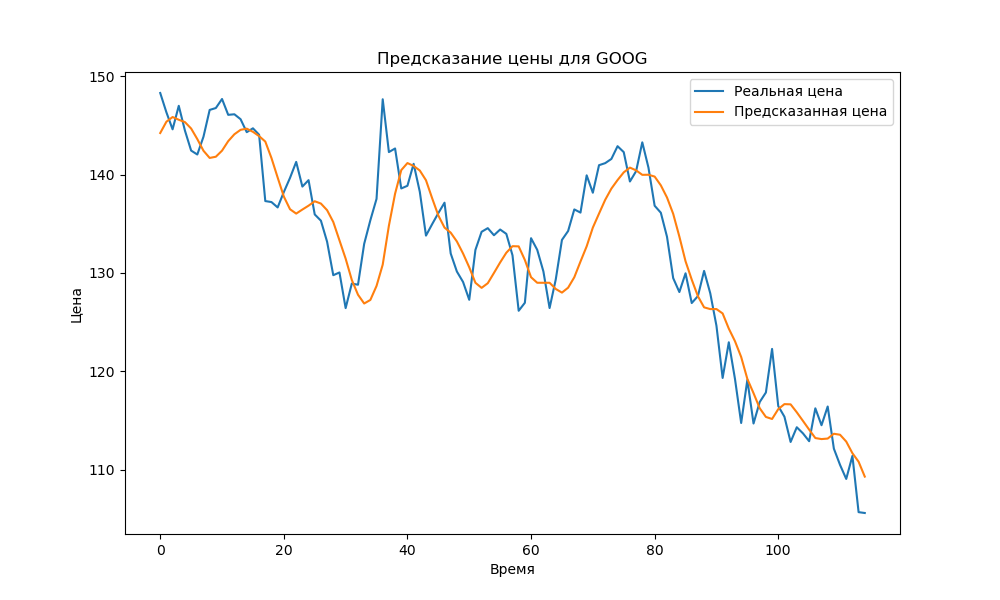 Предсказание цены для GOOG
Реальная цена
Предсказанная цена
150
140
130
120
110
Цена
0 20 40 60 80 100
Время